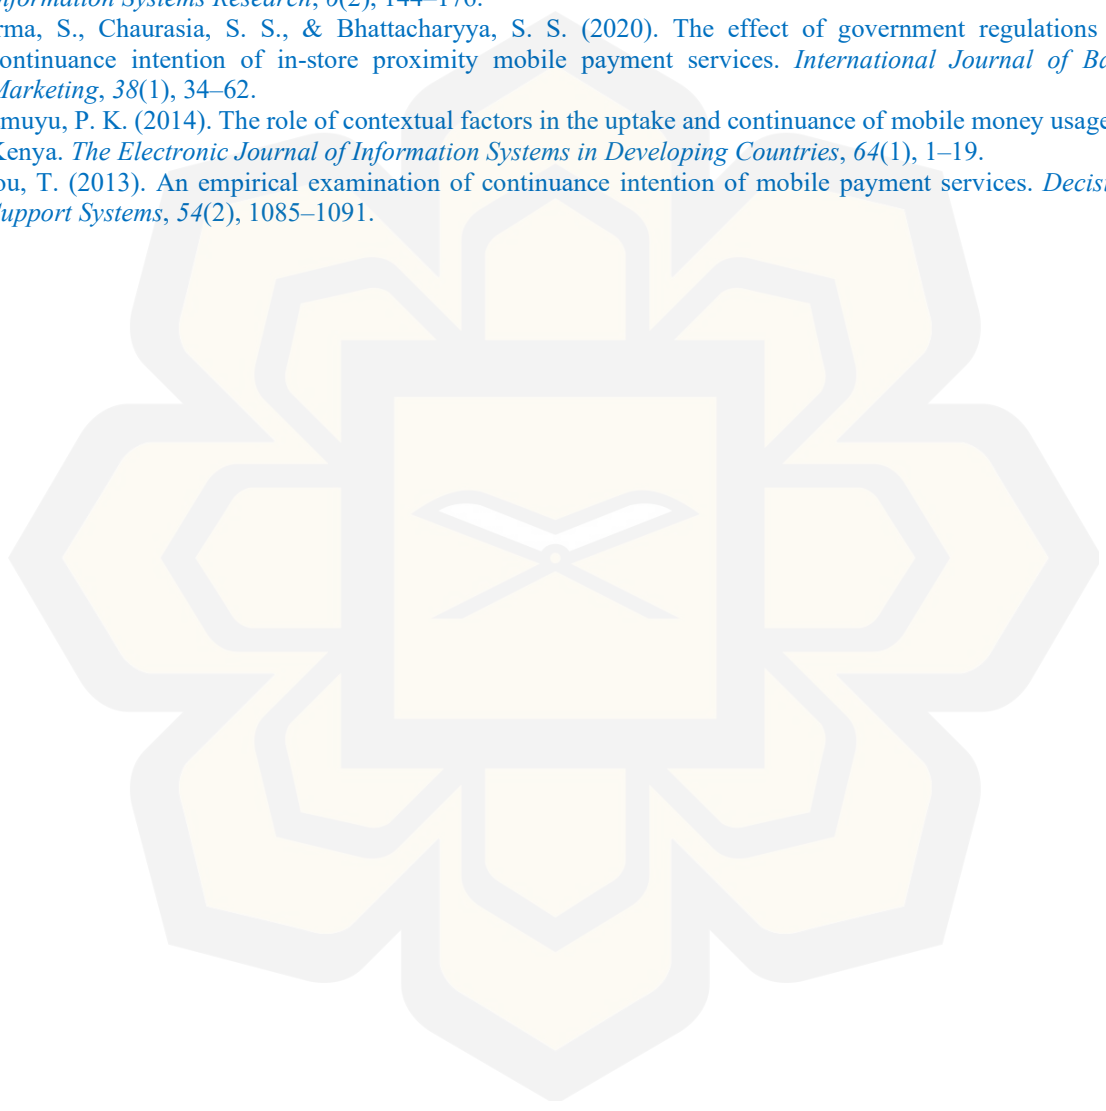 nformation Systems Research, 6(2), 144–176.
rma, S., Chaurasia, S. S., & Bhattacharyya, S. S. (2020). The effect of government regulations
ontinuance intention of in-store proximity mobile payment services. International Journal of Ba
Marketing, 38(1), 34–62.
muyu, P. K. (2014). The role of contextual factors in the uptake and continuance of mobile money usage
Kenya. The Electronic Journal of Information Systems in Developing Countries, 64(1), 1–19.
ou, T. (2013). An empirical examination of continuance intention of mobile payment services. Decis
upport Systems, 54(2), 1085–1091.